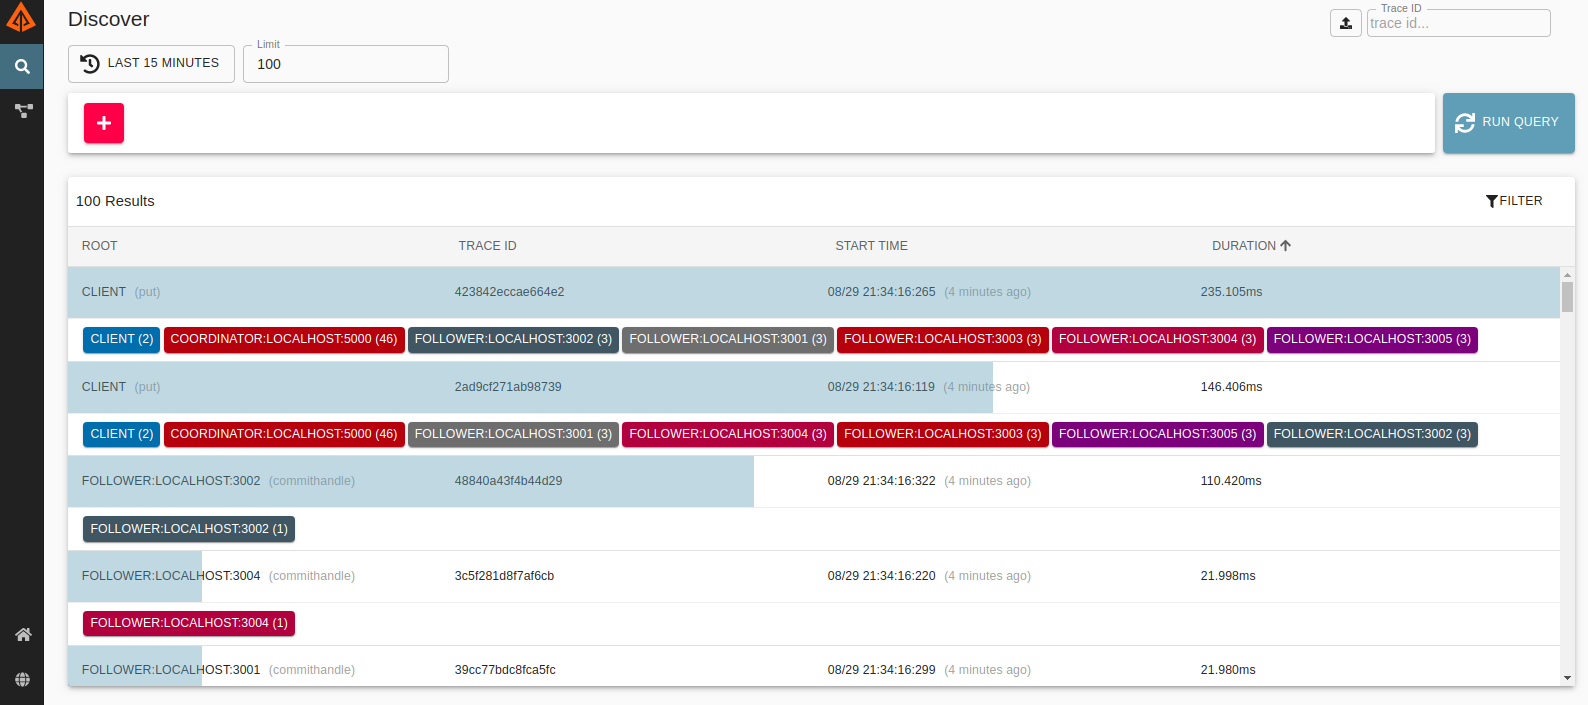 Discover
Trace ID
trace id...
LAST 15 MINUTES
Limit
100
RUN QUERY
100 Results
FILTER
ROOT TRACE ID START TIME DURATION
CLIENT (put) 423842eccae664e2 08/29 21:34:16:265 (4 minutes ago) 235.105ms
CLIENT (2) COORDINATOR:LOCALHOST:5000 (46) FOLLOWER:LOCALHOST:3002 (3) FOLLOWER:LOCALHOST:3001 (3) FOLLOWER:LOCALHOST:3003 (3) FOLLOWER:LOCALHOST:3004 (3) FOLLOWER:LOCALHOST:3005 (3)
CLIENT (put) 2ad9cf271ab98739 08/29 21:34:16:119 (4 minutes ago) 146.406ms
CLIENT (2) COORDINATOR:LOCALHOST:5000 (46) FOLLOWER:LOCALHOST:3001 (3) FOLLOWER:LOCALHOST:3004 (3) FOLLOWER:LOCALHOST:3003 (3) FOLLOWER:LOCALHOST:3005 (3) FOLLOWER:LOCALHOST:3002 (3)
FOLLOWER:LOCALHOST:3002 (commithandle) 48840a43f4b44d29 08/29 21:34:16:322 (4 minutes ago) 110.420ms
FOLLOWER:LOCALHOST:3002 (1)
FOLLOWER:LOCALHOST:3004 (commithandle) 3c5f281d8f7af6cb 08/29 21:34:16:220 (4 minutes ago) 21.998ms
FOLLOWER:LOCALHOST:3004 (1)
FOLLOWER:LOCALHOST:3001 (commithandle) 39cc77bdc8fca5fc 08/29 21:34:16:299 (4 minutes ago) 21.980ms